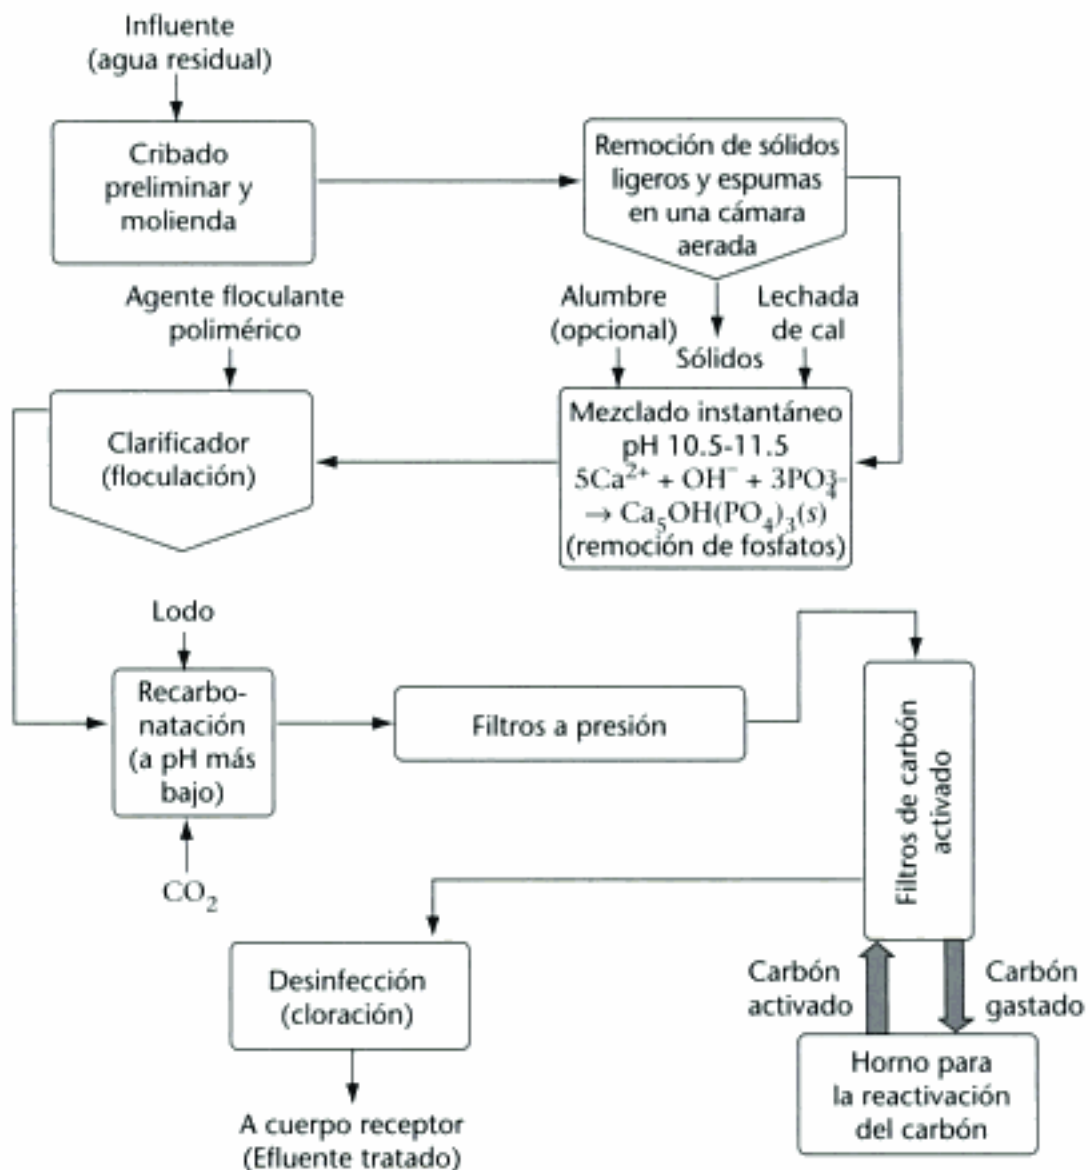 Influente
(agua residual)
Cribado
preliminar y
molienda
Remoción de sólidos
ligeros y espumas
en una cámara
aerada
Agente floculante
polimérico
Alumbre
(opcional)
Sólidos
Lechada
de cal
Clarificador
(floculación)
Mezclado instantáneo
pH 10.5-11.5
5Ca²⁺ + OH⁻ + 3PO₄³⁻
→ Ca₅OH(PO₄)₃(s)
(remoción de fosfatos)
Lodo
Recarbo-
natación
(a pH más
bajo)
CO₂
Filtros a presión
Filtros de carbón
activado
Desinfección
(cloración)
Carbón
activado
Carbón
gastado
Horno para
la reactivación
del carbón
A cuerpo receptor
(Efluente tratado)